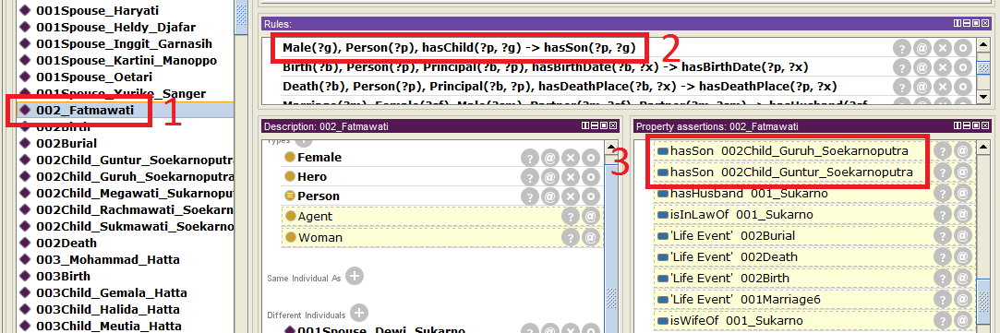 001Spouse_Haryati
001Spouse_Heldy_Djafar
001Spouse_Inggit_Garnasih
001Spouse_Kartini_Manoppo
001Spouse_Oetari
001Spouse_Yurike_Sanger
002_Fatmawati
1
002Birth
002Burial
002Child_Guntur_Soekarnoputra
002Child_Guruh_Soekarnoputra
002Child_Megawati_Sukarnoput
002Child_Rachmawati_Soekarno
002Child_Sukmawati_Soekarno
002Death
003_Mohammad_Hatta
003Birth
003Child_Gemala_Hatta
003Child_Halida_Hatta
003Child_Meutia_Hatta
Rules:
Male(?g), Person(?p), hasChild(?p, ?g) -> hasSon(?p, ?g)
2
Birth(?b), Person(?p), Principal(?b, ?p), hasBirthDate(?b, ?x) -> hasBirthDate(?p, ?x)
Death(?b), Person(?p), Principal(?b, ?p), hasDeathPlace(?b, ?x) -> hasDeathPlace(?p, ?x)
Description: 002_Fatmawati
Types
Female
Hero
Person
Agent
Woman
Same Individual As
Different Individuals
001Spouse_Dewi_Sukarno
Property assertions: 002_Fatmawati
3
hasSon 002Child_Guruh_Soekarnoputra
hasSon 002Child_Guntur_Soekarnoputra
hasHusband 001_Sukarno
isInLawOf 001_Sukarno
'Life Event' 002Burial
'Life Event' 002Death
'Life Event' 002Birth
'Life Event' 001Marriage6
isWifeOf 001_Sukarno